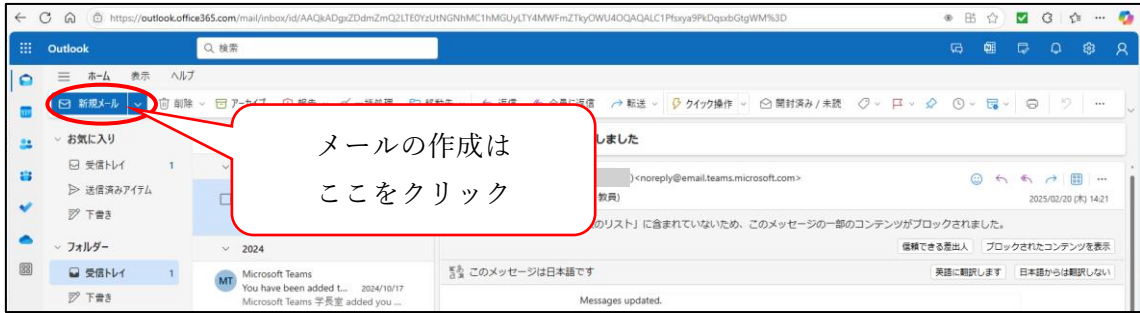 https://outlook.office365.com/mail/inbox/id/AAQkADgxZDdmZmQ2LTE0YzUtNGNhMC1hMGUyLTY4MWFmZTkyOWU4OQAQALC1Pfsxya9PkDqsxbGtgWM%3D
Outlook
検索
ホーム 表示 ヘルプ
新規メール 削除 アーカイブ 報告 一括処理 移動先 返信 全員に返信 転送 クイック操作 開封済み / 未読
メールの作成は
ここをクリック
お気に入り
受信トレイ 1
送信済みアイテム
下書き
フォルダー
受信トレイ 1
下書き
2024
MT
Microsoft Teams
You have been added t... 2024/10/17
Microsoft Teams 学長室 added you ...
しました
)<noreply@email.teams.microsoft.com>
教員)
2025/02/20 (木) 14:21
のリスト」に含まれていないため、このメッセージの一部のコンテンツがブロックされました。
信頼できる差出人 ブロックされたコンテンツを表示
このメッセージは日本語です
英語に翻訳します 日本語からは翻訳しない
Messages updated.